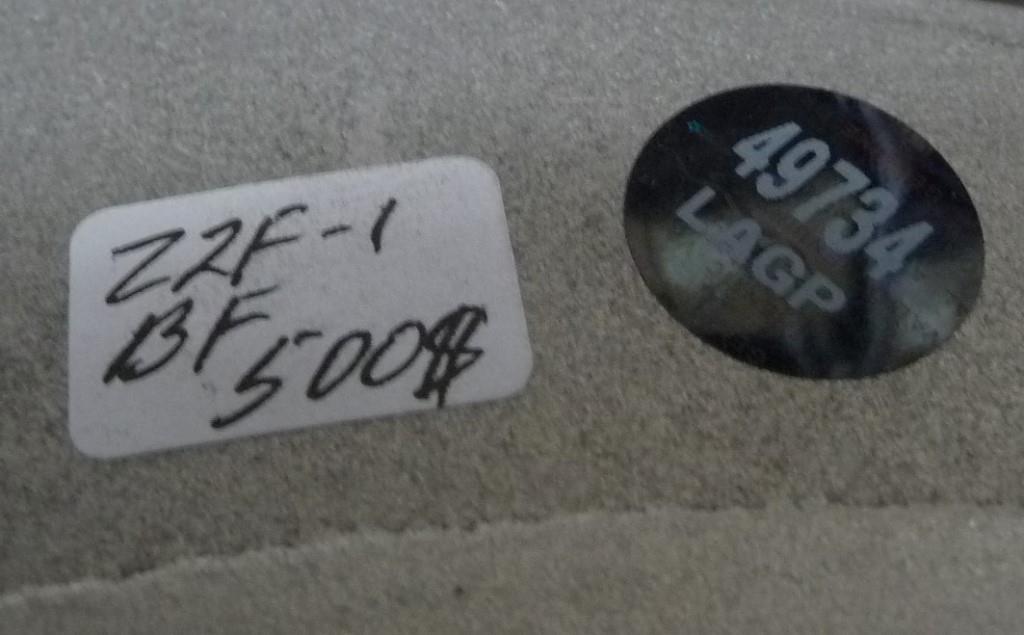 Z2F-1
BF
500$
49734
LAGP